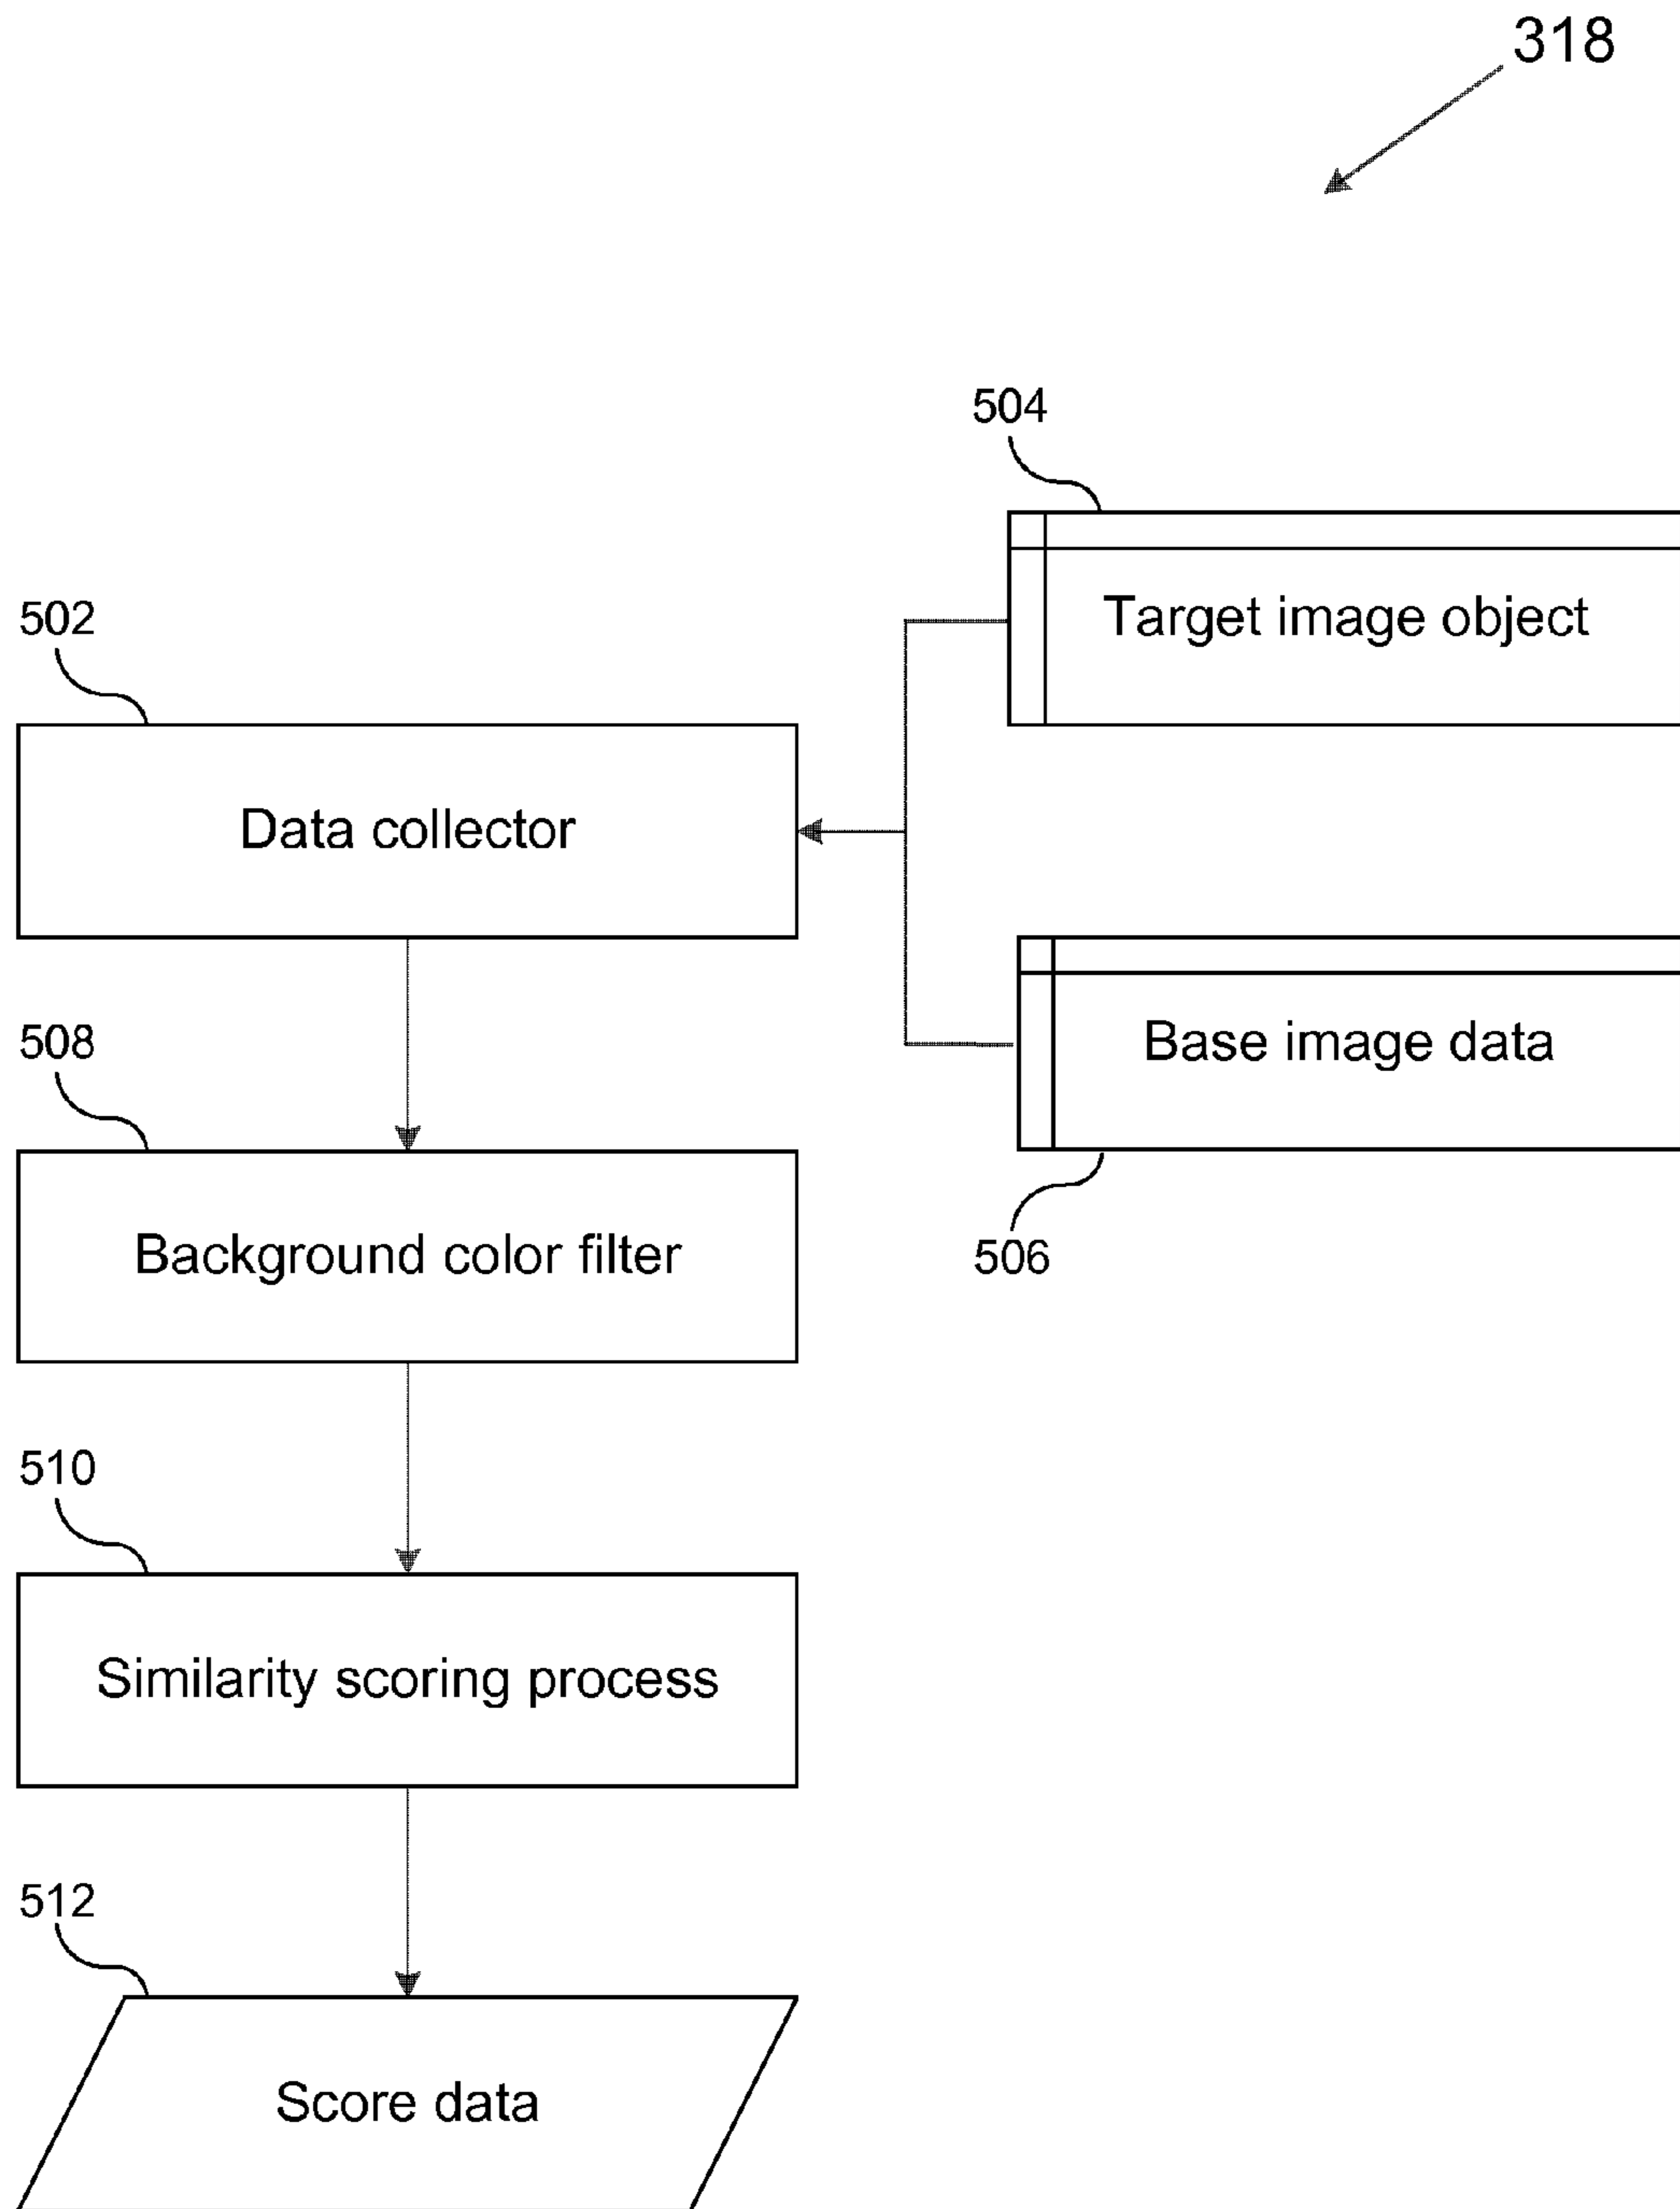 318
504
Target image object
502
Data collector
508
Base image data
506
Background color filter
510
Similarity scoring process
512
Score data